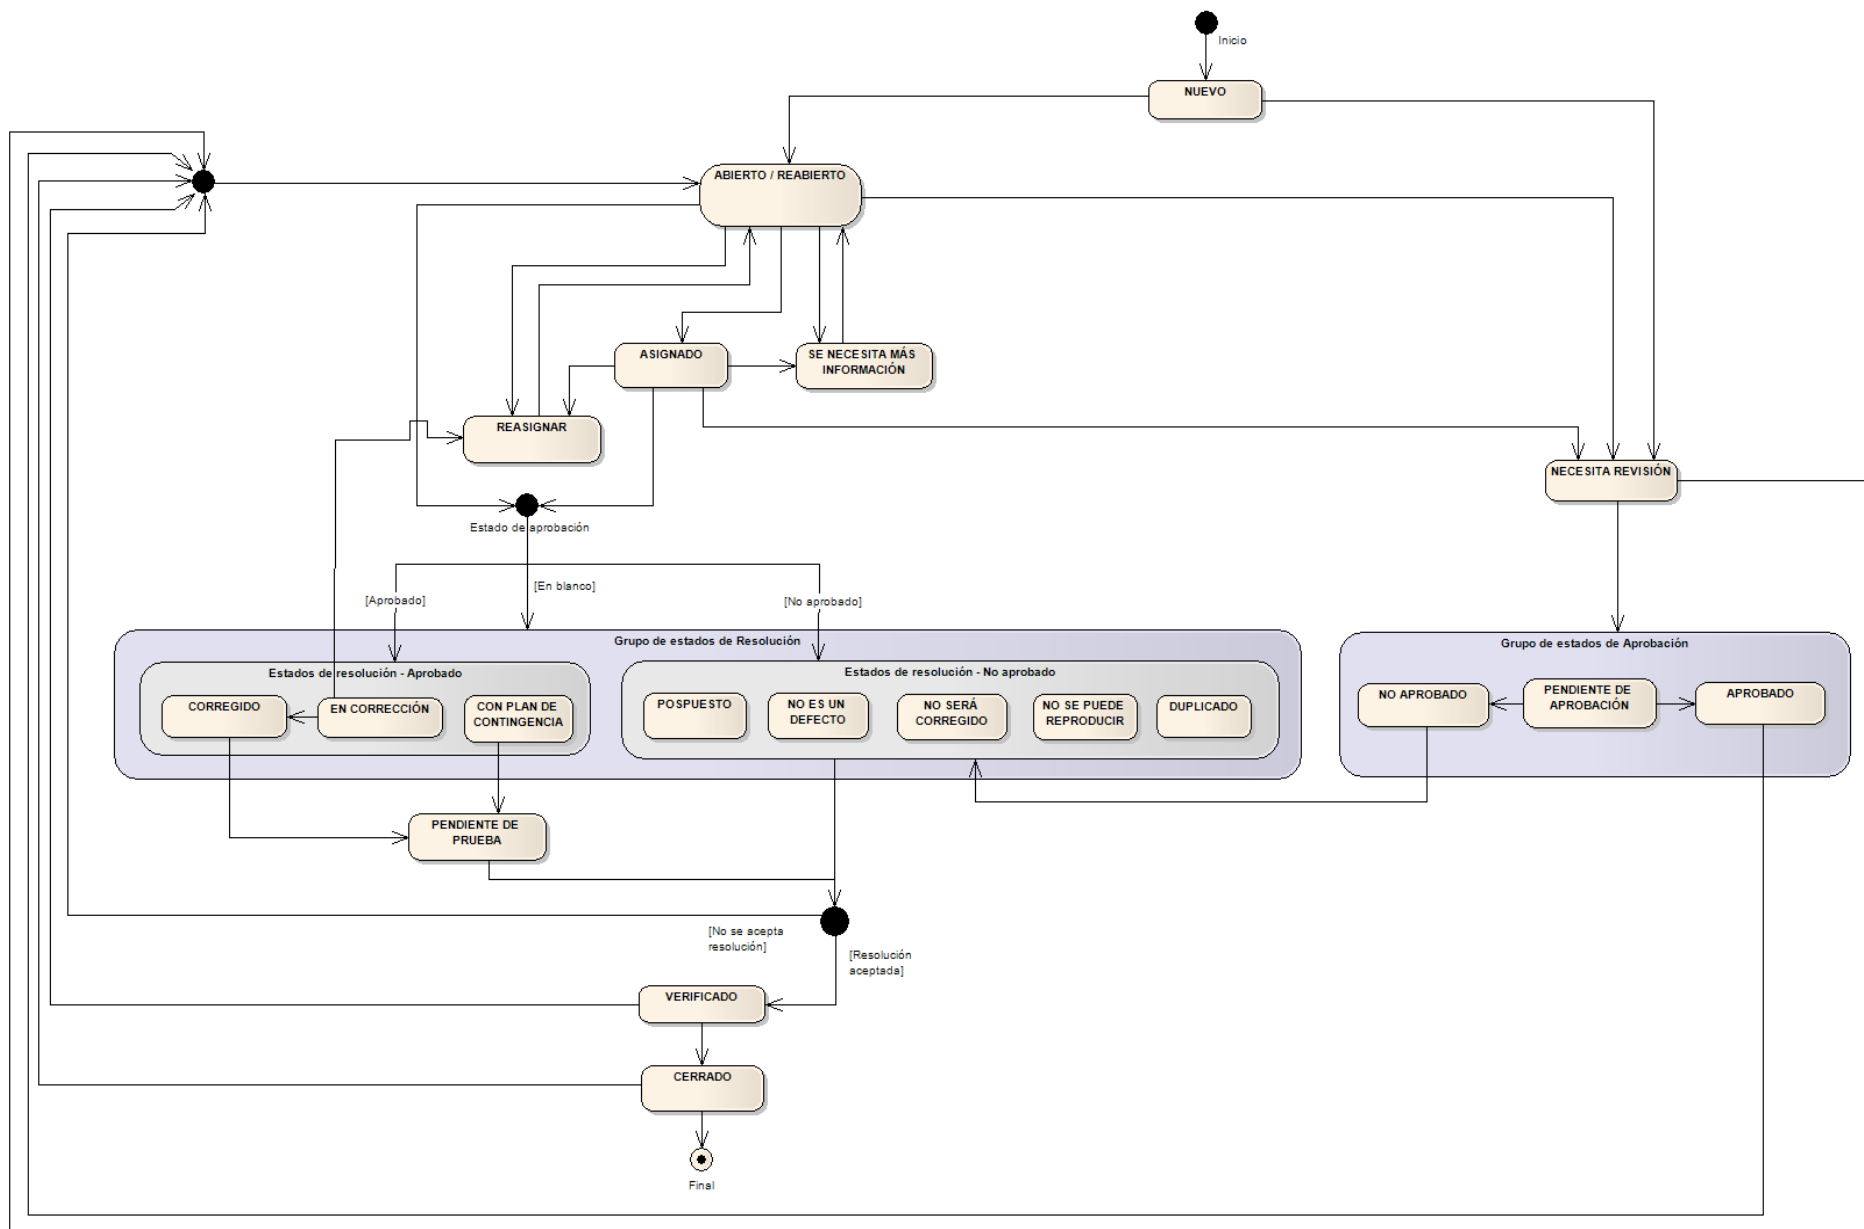 Inicio
NUEVO
ABIERTO / REABIERTO
ASIGNADO
SE NECESITA MÁS
INFORMACIÓN
REASIGNAR
NECESITA REVISIÓN
Estado de aprobación
[En blanco]
[Aprobado]
[No aprobado]
Grupo de estados de Resolución
Estados de resolución - Aprobado
CORREGIDO
EN CORRECCIÓN
CON PLAN DE
CONTINGENCIA
Estados de resolución - No aprobado
POSPUESTO
NO ES UN
DEFECTO
NO SERÁ
CORREGIDO
NO SE PUEDE
REPRODUCIR
DUPLICADO
Grupo de estados de Aprobación
NO APROBADO
PENDIENTE DE
APROBACIÓN
APROBADO
PENDIENTE DE
PRUEBA
[No se acepta
resolución]
[Resolución
aceptada]
VERIFICADO
CERRADO
Final